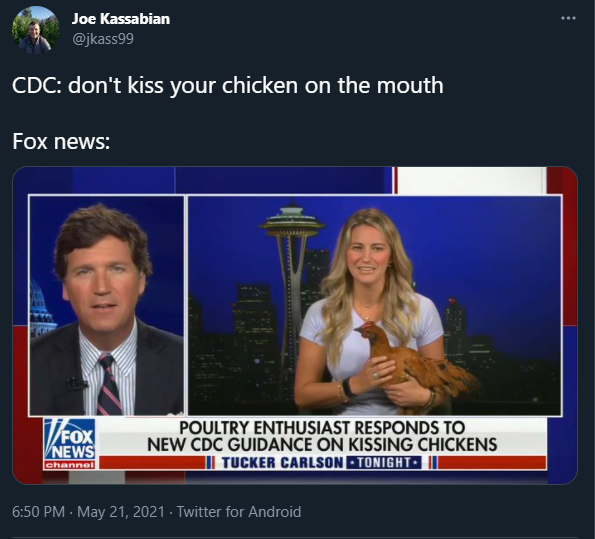 Joe Kassabian
@jkass99
CDC: don't kiss your chicken on the mouth
Fox news:
POULTRY ENTHUSIAST RESPONDS TO
NEW CDC GUIDANCE ON KISSING CHICKENS
FOX
NEWS
channel
TUCKER CARLSON TONIGHT
6:50 PM · May 21, 2021 · Twitter for Android